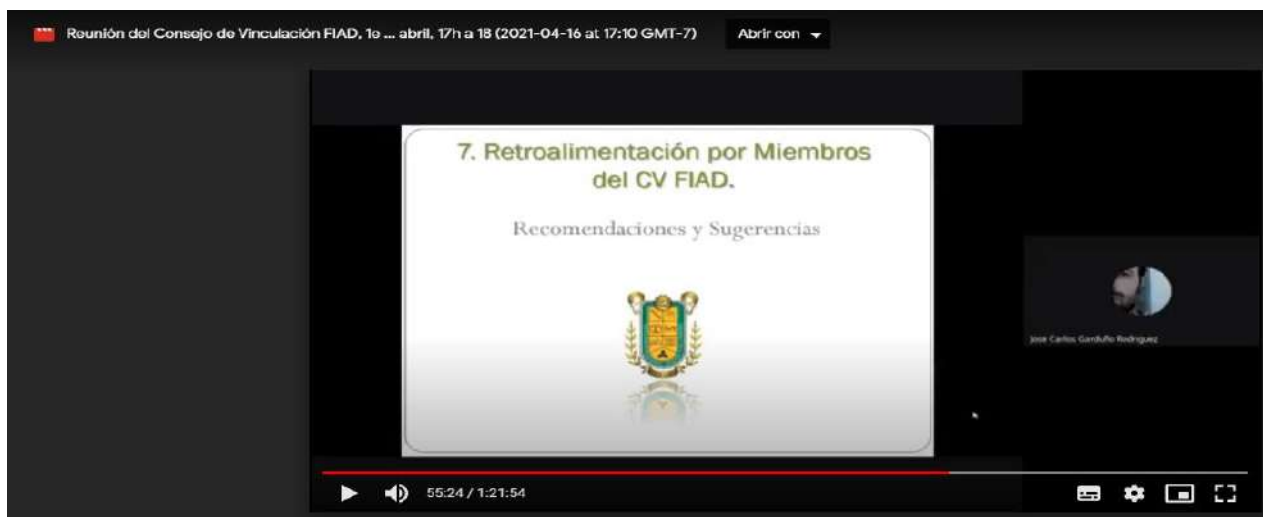 Reunión del Consejo de Vinculación FIAD, 1e ... abril, 17h a 18 (2021-04-16 at 17:10 GMT-7)
Abrir con
7. Retroalimentación por Miembros
del CV FIAD.
Recomendaciones y Sugerencias
Jose Carlos Garduño Rodriguez
55:24 / 1:21:54